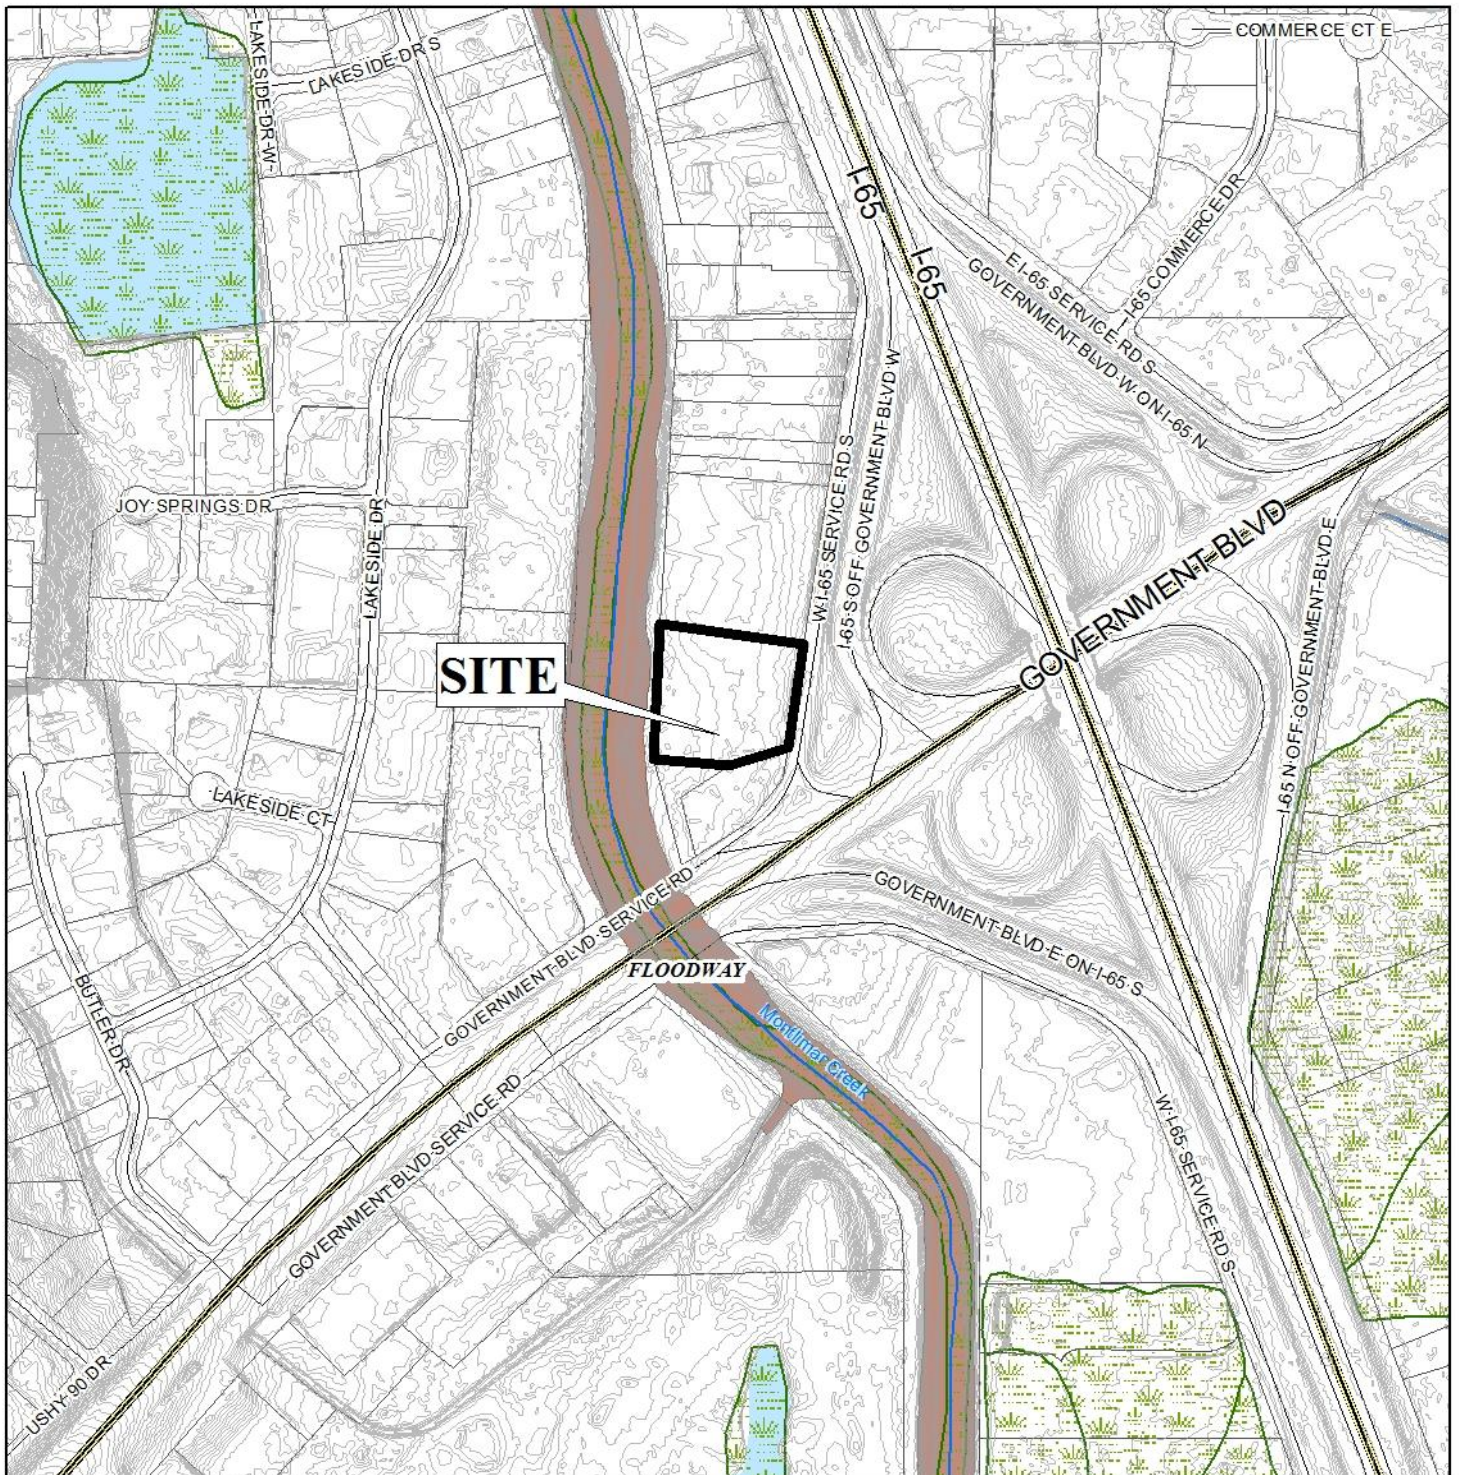 COMMERCE CT E
LAKESIDE DR S
LAKESIDE DR W
I-65
I-65
I-65 COMMERCE DR
E I-65 SERVICE RD S
GOVERNMENT BLVD W ON I-65 N
I-65 S OFF GOVERNMENT BLVD W
W I-65 SERVICE RD S
JOY SPRINGS DR
LAKESIDE DR
GOVERNMENT BLVD
I-65 N OFF GOVERNMENT BLVD E
SITE
LAKESIDE CT
GOVERNMENT BLVD SERVICE RD
GOVERNMENT BLVD E ON I-65 S
FLOODWAY
BUTLER DR
Montlimar Creek
GOVERNMENT BLVD SERVICE RD
W I-65 SERVICE RD S
USHY 90 DR